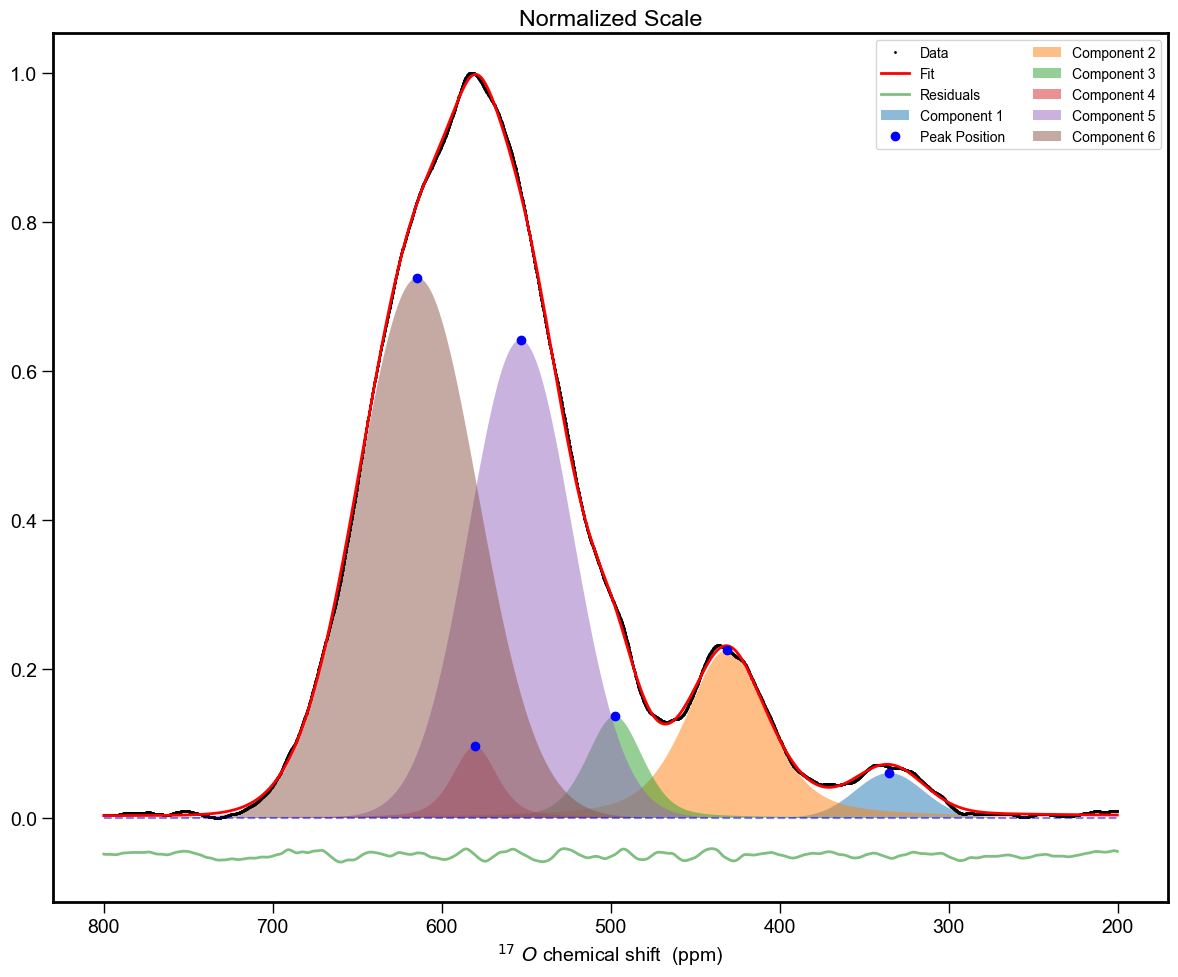 Normalized Scale
Data
Fit
Residuals
Component 1
Peak Position
Component 2
Component 3
Component 4
Component 5
Component 6
1.0
0.8
0.6
0.4
0.2
0.0
800 700 600 500 400 300 200
17 O chemical shift (ppm)